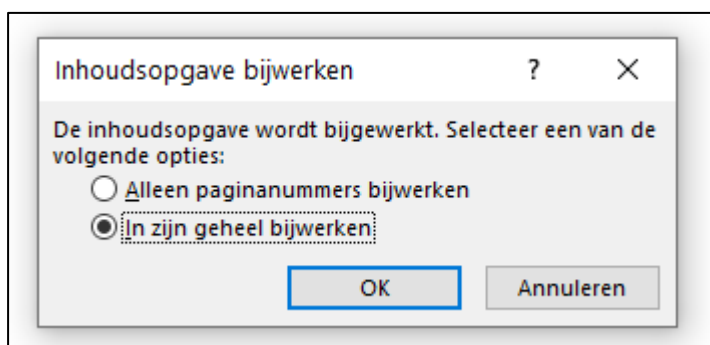 Inhoudsopgave bijwerken ?
De inhoudsopgave wordt bijgewerkt. Selecteer een van de
volgende opties:
Alleen paginanummers bijwerken
In zijn geheel bijwerken
OK Annuleren